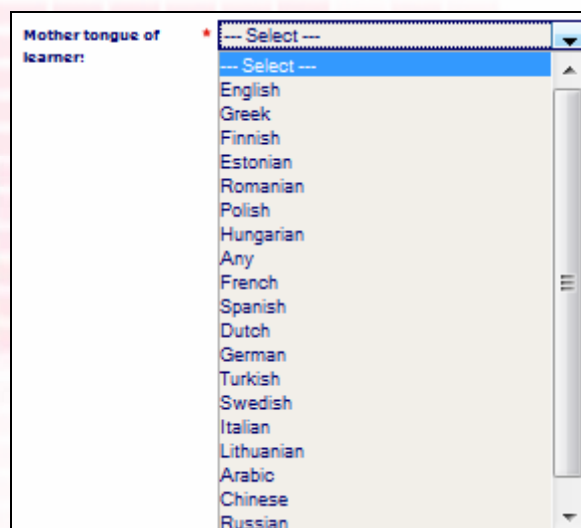 Mother tongue of learner:
* --- Select ---
--- Select ---
English
Greek
Finnish
Estonian
Romanian
Polish
Hungarian
Any
French
Spanish
Dutch
German
Turkish
Swedish
Italian
Lithuanian
Arabic
Chinese
Russian